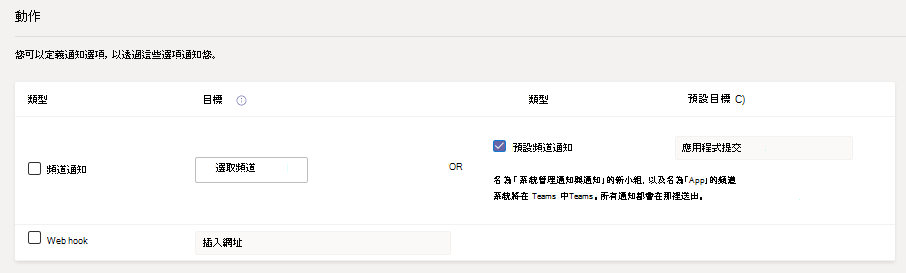 動作
您可以定義通知選項, 以透過這些選項通知您。
類型 目標 類型 預設目標 C)
頻道通知 選取頻道 OR 預設頻道通知 應用程式提交
名為「系統管理通知與通知」的新小組, 以及名為「App」的頻道
系統將在 Teams 中Teams。所有通知都會在那裡送出。
Web hook 插入網址